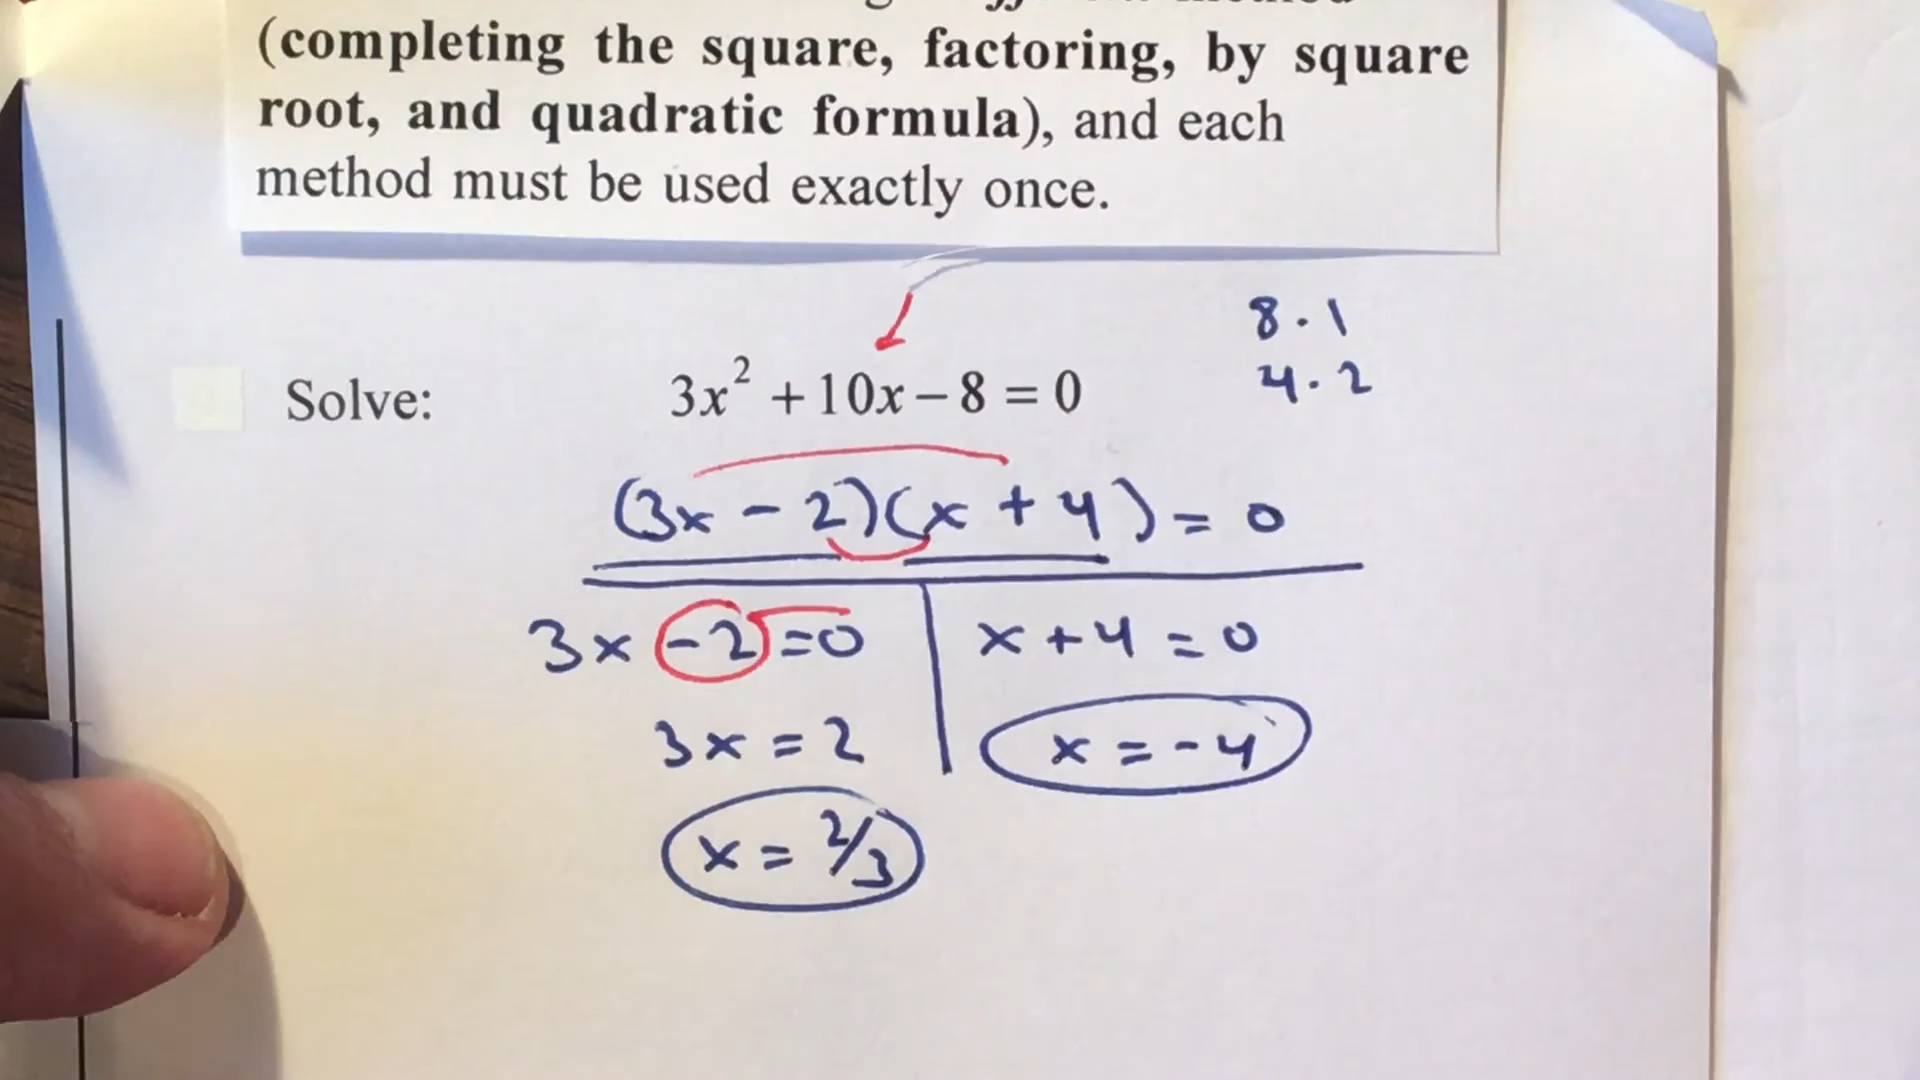 (completing the square, factoring, by square
root, and quadratic formula), and each
method must be used exactly once.
8 · 1
4 · 2
Solve: 3x² + 10x − 8 = 0
(3x − 2)(x + 4) = 0
3x − 2 = 0
3x = 2
x = 2/3
x + 4 = 0
x = −4